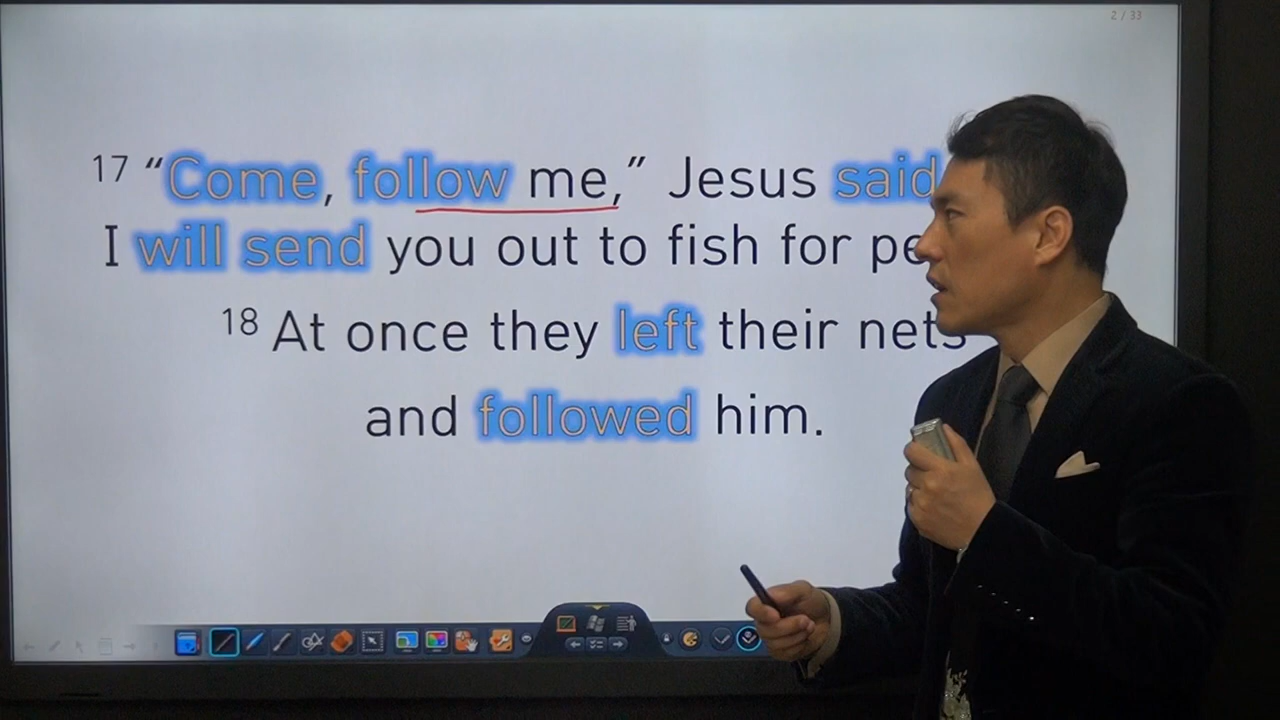 2 / 33
17 “Come, follow me,” Jesus said
I will send you out to fish for
18 At once they left their nets
and followed him.